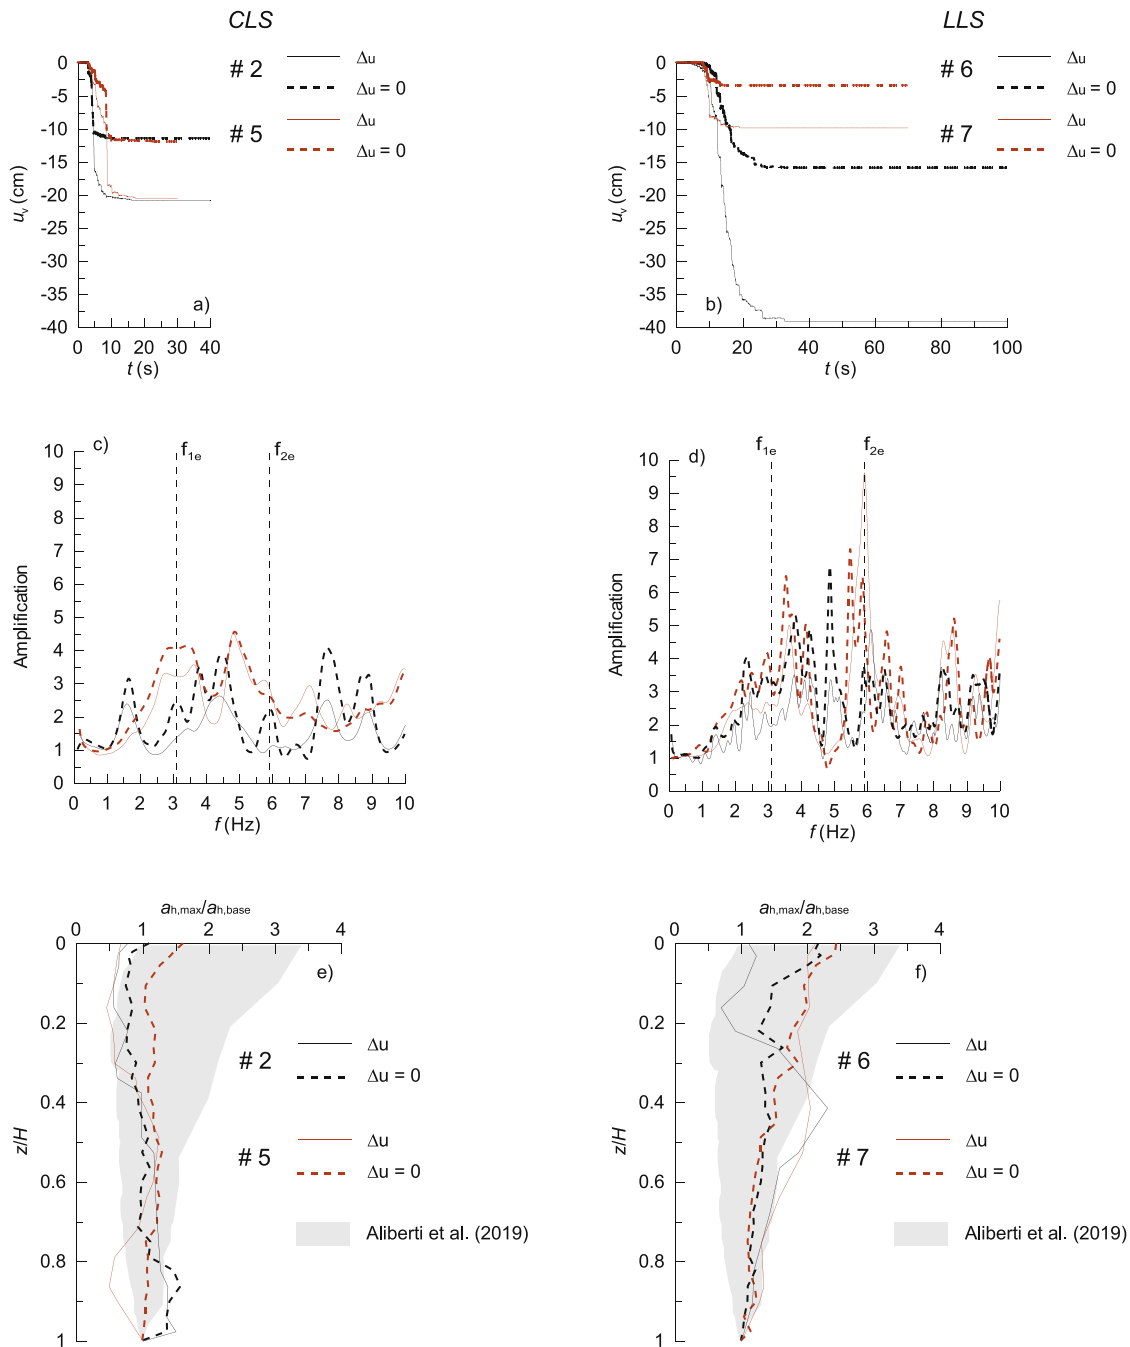 CLS
LLS
0
-5
-10
-15
-20
-25
-30
-35
-40
u_v (cm)
0 10 20 30 40
t (s)
a)
# 2
Δu
Δu = 0
# 5
Δu
Δu = 0
0
-5
-10
-15
-20
-25
-30
-35
-40
u_v (cm)
0 20 40 60 80 100
t (s)
b)
# 6
Δu
Δu = 0
# 7
Δu
Δu = 0
c)
f_1e
f_2e
10
9
8
7
6
5
4
3
2
1
0
Amplification
0 1 2 3 4 5 6 7 8 9 10
f (Hz)
d)
f_1e
f_2e
10
9
8
7
6
5
4
3
2
1
0
Amplification
0 1 2 3 4 5 6 7 8 9 10
f (Hz)
a_h,max/a_h,base
0 1 2 3 4
0
0.2
0.4
0.6
0.8
1
z/H
e)
# 2
Δu
Δu = 0
# 5
Δu
Δu = 0
Aliberti et al. (2019)
a_h,max/a_h,base
0 1 2 3 4
0
0.2
0.4
0.6
0.8
1
z/H
f)
# 6
Δu
Δu = 0
# 7
Δu
Δu = 0
Aliberti et al. (2019)